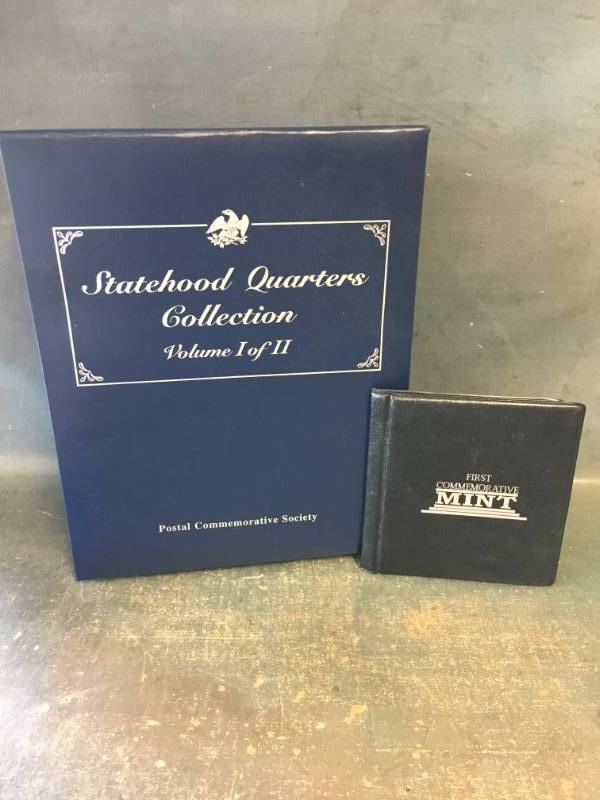 Statehood Quarters
Collection
Volume I of II
Postal Commemorative Society
FIRST
COMMEMORATIVE
MINT